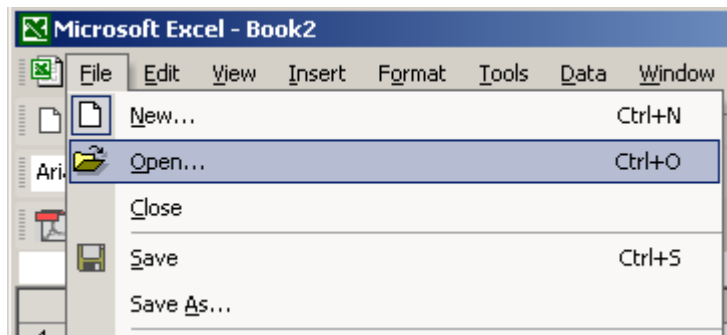 Microsoft Excel - Book2
File Edit View Insert Format Tools Data Window
New... Ctrl+N
Open... Ctrl+O
Ari
Close
Save Ctrl+S
Save As...